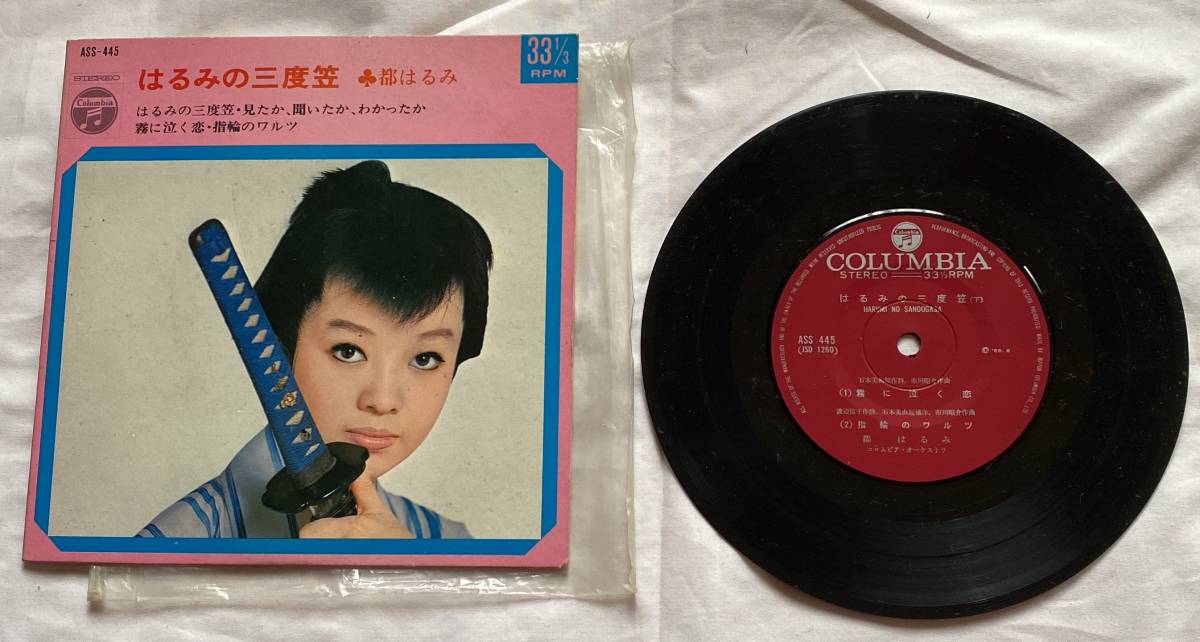 ASS-445
33 1/3
RPM
STEREO
Columbia
はるみの三度笠 ♣都はるみ
はるみの三度笠・見たか、聞いたか、わかったか
霧に泣く恋・指輪のワルツ
Columbia
COLUMBIA
STEREO 33⅓RPM
はるみの三度笠(下)
HARUMI NO SANDOGASA
ASS 445
(JSD 1260)
(1) 霧に泣く恋
(2) 指輪のワルツ
都はるみ
コロムビア・オーケストラ